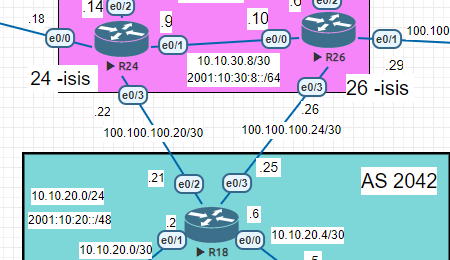 .14
e0/2
.6
e0/2
.18
.9
.10
e0/0
e0/1
e0/0
e0/1
100.100
R24
R26
.29
10.10.30.8/30
2001:10:30:8::/64
24 -isis
26 -isis
e0/3
e0/3
.22
.26
100.100.100.20/30
100.100.100.24/30
.21
.25
e0/2
e0/3
AS 2042
10.10.20.0/24
2001:10:20::/48
.2
.6
e0/1
e0/0
10.10.20.4/30
10.10.20.0/30
R18
.5